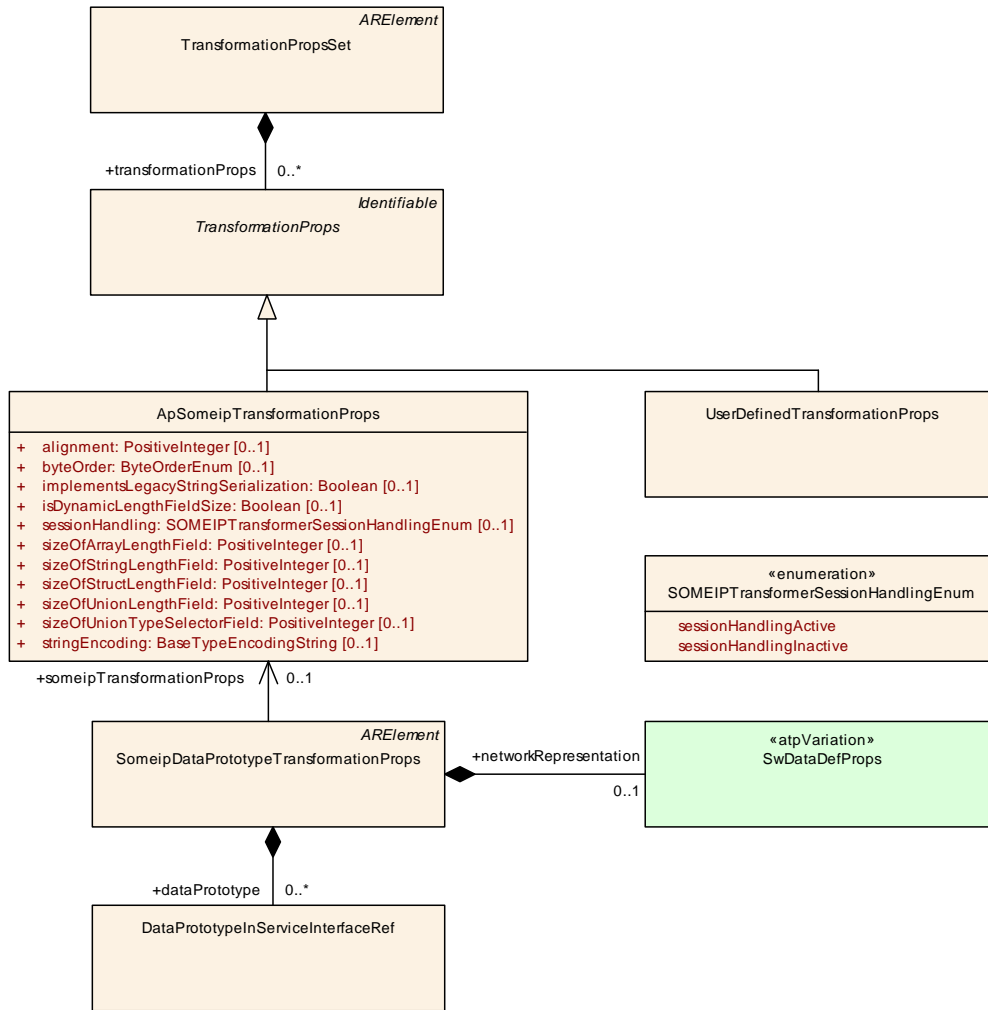 ARElement
TransformationPropsSet
+transformationProps 0..*
Identifiable
TransformationProps
ApSomeipTransformationProps
+ alignment: PositiveInteger [0..1]
+ byteOrder: ByteOrderEnum [0..1]
+ implementsLegacyStringSerialization: Boolean [0..1]
+ isDynamicLengthFieldSize: Boolean [0..1]
+ sessionHandling: SOMEIPTransformerSessionHandlingEnum [0..1]
+ sizeOfArrayLengthField: PositiveInteger [0..1]
+ sizeOfStringLengthField: PositiveInteger [0..1]
+ sizeOfStructLengthField: PositiveInteger [0..1]
+ sizeOfUnionLengthField: PositiveInteger [0..1]
+ sizeOfUnionTypeSelectorField: PositiveInteger [0..1]
+ stringEncoding: BaseTypeEncodingString [0..1]
UserDefinedTransformationProps
«enumeration»
SOMEIPTransformerSessionHandlingEnum
sessionHandlingActive
sessionHandlingInactive
+someipTransformationProps 0..1
ARElement
SomeipDataPrototypeTransformationProps
+networkRepresentation
0..1
«atpVariation»
SwDataDefProps
+dataPrototype 0..*
DataPrototypeInServiceInterfaceRef